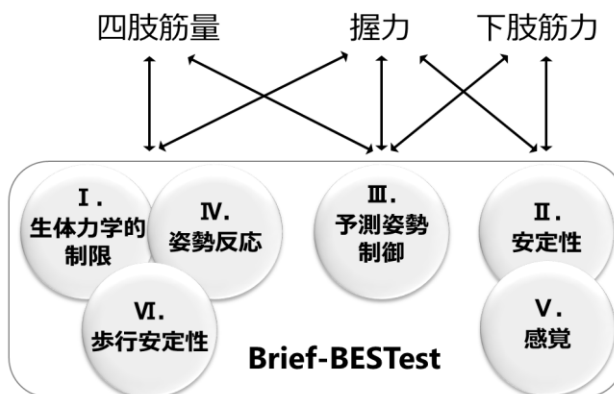 四肢筋量
握力
下肢筋力
Ⅰ.
生体力学的
制限
Ⅳ.
姿勢反応
Ⅵ.
歩行安定性
Ⅲ.
予測姿勢
制御
Ⅱ.
安定性
Ⅴ.
感覚
Brief-BESTest